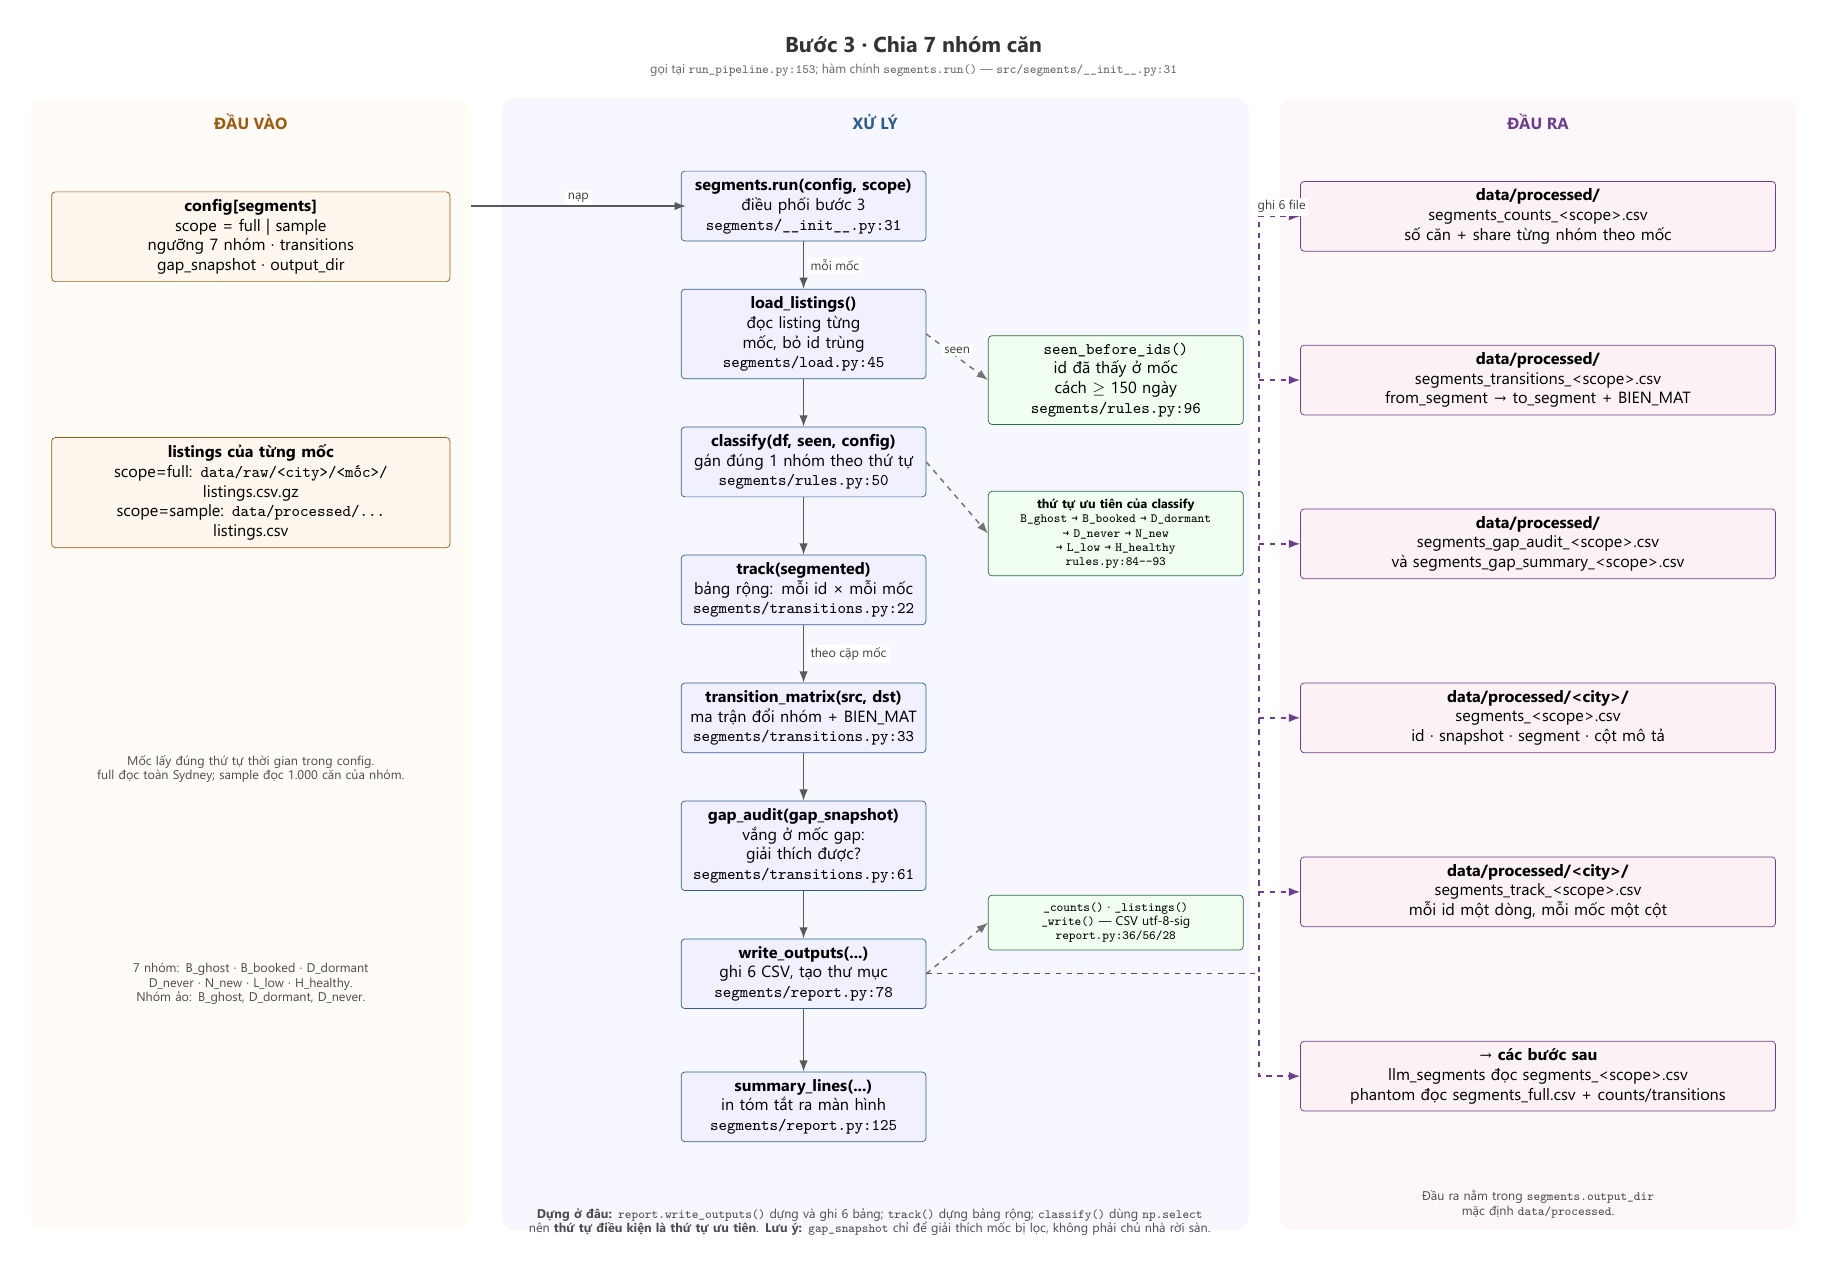 Bước 3 · Chia 7 nhóm căn
gọi tại run_pipeline.py:153; hàm chính segments.run() — src/segments/__init__.py:31
ĐẦU VÀO
config[segments]
scope = full | sample
ngưỡng 7 nhóm · transitions
gap_snapshot · output_dir
listings của từng mốc
scope=full: data/raw/<city>/<mốc>/
listings.csv.gz
scope=sample: data/processed/...
listings.csv
Mốc lấy đúng thứ tự thời gian trong config.
full đọc toàn Sydney; sample đọc 1.000 căn của nhóm.
7 nhóm: B_ghost · B_booked · D_dormant
D_never · N_new · L_low · H_healthy.
Nhóm ảo: B_ghost, D_dormant, D_never.
nạp
XỬ LÝ
segments.run(config, scope)
điều phối bước 3
segments/__init__.py:31
mỗi mốc
load_listings()
đọc listing từng
mốc, bỏ id trùng
segments/load.py:45
seen
seen_before_ids()
id đã thấy ở mốc
cách ≥ 150 ngày
segments/rules.py:96
classify(df, seen, config)
gán đúng 1 nhóm theo thứ tự
segments/rules.py:50
thứ tự ưu tiên của classify
B_ghost → B_booked → D_dormant
→ D_never → N_new
→ L_low → H_healthy
rules.py:84--93
track(segmented)
bảng rộng: mỗi id × mỗi mốc
segments/transitions.py:22
theo cặp mốc
transition_matrix(src, dst)
ma trận đổi nhóm + BIEN_MAT
segments/transitions.py:33
gap_audit(gap_snapshot)
vắng ở mốc gap:
giải thích được?
segments/transitions.py:61
_counts() · _listings()
_write() — CSV utf-8-sig
report.py:36/56/28
write_outputs(...)
ghi 6 CSV, tạo thư mục
segments/report.py:78
summary_lines(...)
in tóm tắt ra màn hình
segments/report.py:125
Dựng ở đâu: report.write_outputs() dựng và ghi 6 bảng; track() dựng bảng rộng; classify() dùng np.select
nên thứ tự điều kiện là thứ tự ưu tiên. Lưu ý: gap_snapshot chỉ để giải thích mốc bị lọc, không phải chủ nhà rời sàn.
ghi 6 file
ĐẦU RA
data/processed/
segments_counts_<scope>.csv
số căn + share từng nhóm theo mốc
data/processed/
segments_transitions_<scope>.csv
from_segment → to_segment + BIEN_MAT
data/processed/
segments_gap_audit_<scope>.csv
và segments_gap_summary_<scope>.csv
data/processed/<city>/
segments_<scope>.csv
id · snapshot · segment · cột mô tả
data/processed/<city>/
segments_track_<scope>.csv
mỗi id một dòng, mỗi mốc một cột
→ các bước sau
llm_segments đọc segments_<scope>.csv
phantom đọc segments_full.csv + counts/transitions
Đầu ra nằm trong segments.output_dir
mặc định data/processed.